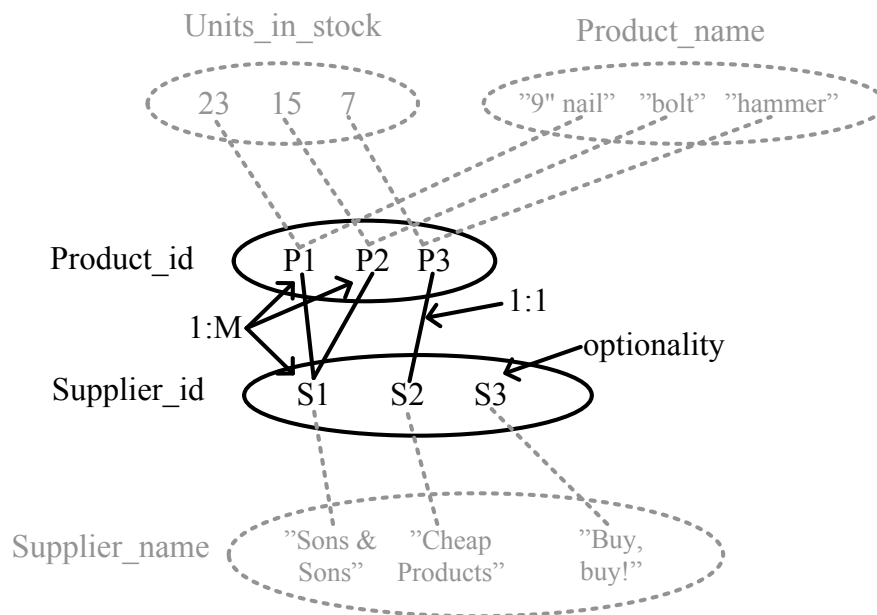 Units_in_stock
Product_name
23 15 7
”9" nail” ”bolt” ”hammer”
Product_id
P1 P2 P3
1:M
1:1
optionality
Supplier_id
S1 S2 S3
Supplier_name
”Sons &
Sons”
”Cheap
Products”
”Buy,
buy!”